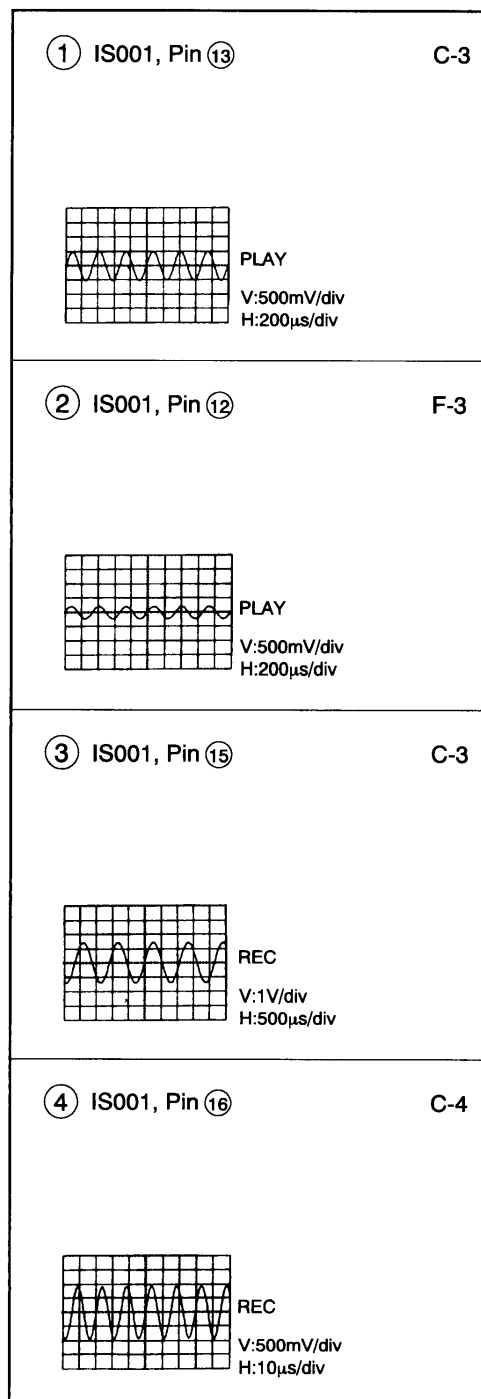 ① IS001, Pin ⑬ C-3
PLAY
V:500mV/div
H:200µs/div
② IS001, Pin ⑫ F-3
PLAY
V:500mV/div
H:200µs/div
③ IS001, Pin ⑮ C-3
REC
V:1V/div
H:500µs/div
④ IS001, Pin ⑯ C-4
REC
V:500mV/div
H:10µs/div